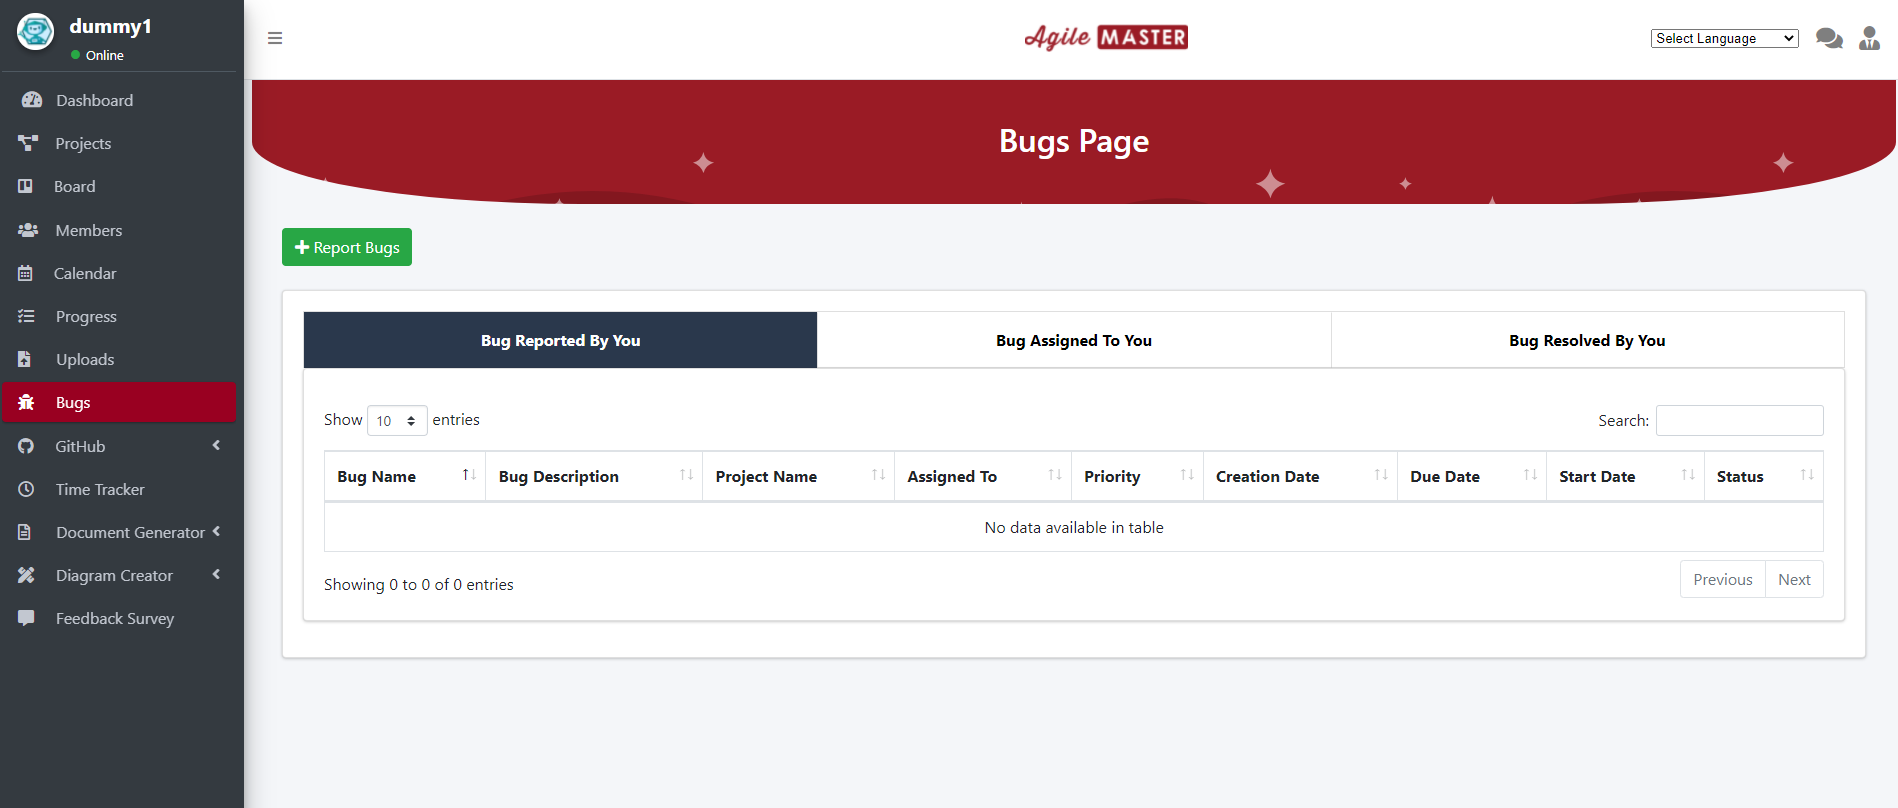 dummy1
Online
Dashboard
Projects
Board
Members
Calendar
Progress
Uploads
Bugs
GitHub
Time Tracker
Document Generator
Diagram Creator
Feedback Survey
Agile MASTER
Select Language
Bugs Page
Report Bugs
Bug Reported By You
Bug Assigned To You
Bug Resolved By You
Show 10 entries
Search:
Bug Name
Bug Description
Project Name
Assigned To
Priority
Creation Date
Due Date
Start Date
Status
No data available in table
Showing 0 to 0 of 0 entries
Previous
Next